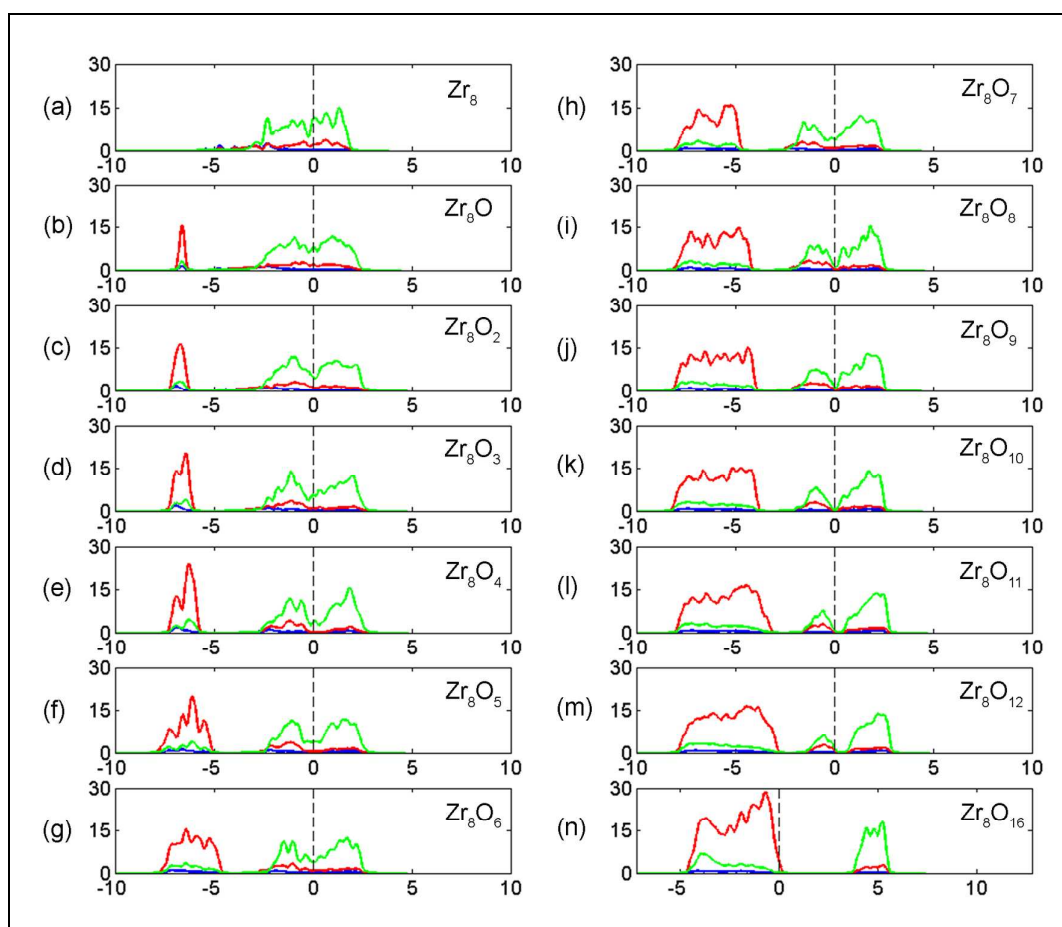 (a) 30 15 0 -10 -5 0 5 10 Zr8
(b) 30 15 0 -10 -5 0 5 10 Zr8O
(c) 30 15 0 -10 -5 0 5 10 Zr8O2
(d) 30 15 0 -10 -5 0 5 10 Zr8O3
(e) 30 15 0 -10 -5 0 5 10 Zr8O4
(f) 30 15 0 -10 -5 0 5 10 Zr8O5
(g) 30 15 0 -10 -5 0 5 10 Zr8O6
(h) 30 15 0 -10 -5 0 5 10 Zr8O7
(i) 30 15 0 -10 -5 0 5 10 Zr8O8
(j) 30 15 0 -10 -5 0 5 10 Zr8O9
(k) 30 15 0 -10 -5 0 5 10 Zr8O10
(l) 30 15 0 -10 -5 0 5 10 Zr8O11
(m) 30 15 0 -10 -5 0 5 10 Zr8O12
(n) 30 15 0 -5 0 5 10 Zr8O16